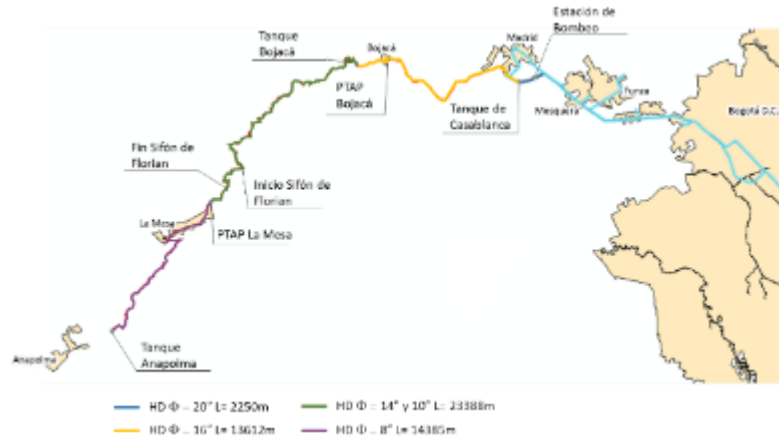 Tanque
Bojacá
Bojacá
Madrid
Estación de
Bombeo
PTAP
Bojacá
Tanque de
Casablanca
Mosquera
Funza
Bogotá D.C.
Fin Sifón de
Florian
Inicio Sifón de
Florian
La Mesa
PTAP La Mesa
Anapoima
Tanque
Anapoima
HD Φ – 20" L= 2250m
HD Φ – 14" y 10" L= 23388m
HD Φ – 16" L= 13612m
HD Φ – 8" L= 14385m